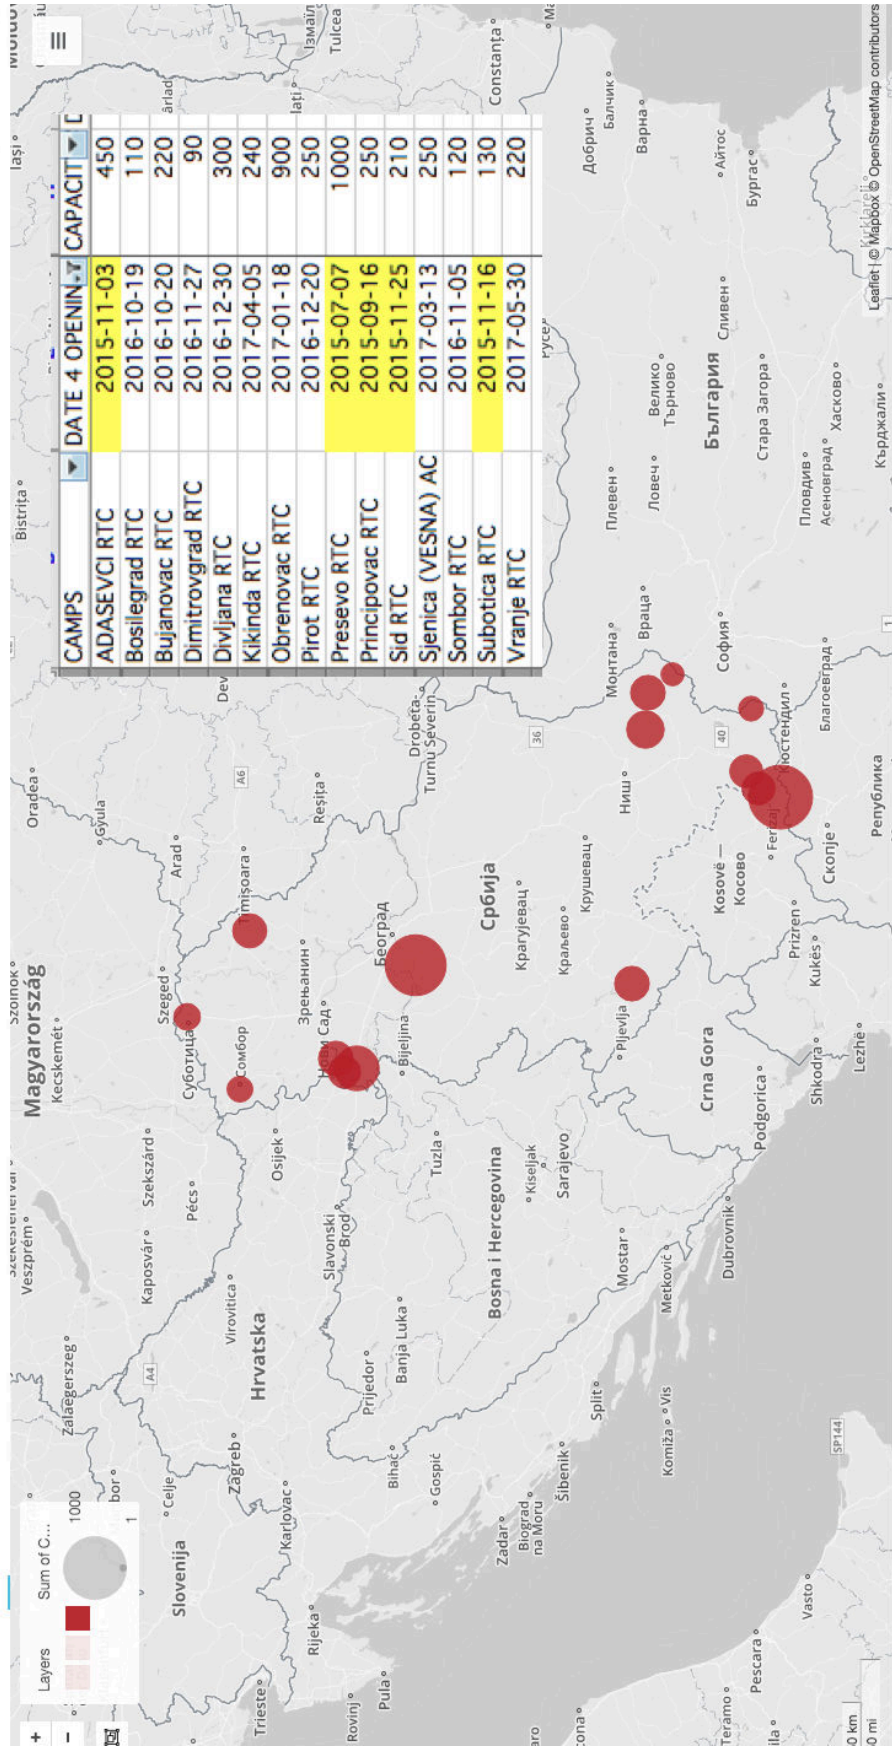 CAMPS DATE 4 OPENIN CAPACIT
ADASEVCI RTC 2015-11-03 450
Bosilegrad RTC 2016-10-19 110
Bujanovac RTC 2016-10-20 220
Dimitrovgrad RTC 2016-11-27 90
Divljana RTC 2016-12-30 300
Kikinda RTC 2017-04-05 240
Obrenovac RTC 2017-01-18 900
Pirot RTC 2016-12-20 250
Presevo RTC 2015-07-07 1000
Principovac RTC 2015-09-16 250
Sid RTC 2015-11-25 210
Sjenica (VESNA) AC 2017-03-13 250
Sombor RTC 2016-11-05 120
Subotica RTC 2015-11-16 130
Vranje RTC 2017-05-30 220
+
−
Layers
Sum of C...
1000
1
Veszprém
Zalaegerszeg
Magyarország
Kecskemét
Szeged
Gyula
Oradea
Bistrița
Iași
Arad
A6
Timișoara
Reșița
Drobeta-
Turnu Severin
Constanța
Tulcea
Ізмаїл
Celje
A4
Kaposvár
Szekszárd
Pécs
Суботица
Сомбор
Slovenija
Zagreb
Virovitica
Hrvatska
Osijek
Зрењанин
Нови Сад
Београд
Trieste
Rijeka
Karlovac
Slavonski
Brod
Rovinj
Pula
Prijedor
Banja Luka
Bihać
Gospić
Bijeljina
Tuzla
Bosna i Hercegovina
Kiseljak
Sarajevo
Србија
Крагујевац
Краљево
Крушевац
Ниш
36
40
Zadar
Biograd
na Moru
Šibenik
Split
Mostar
Metković
Komiža
Vis
Dubrovnik
Pljevlja
Crna Gora
Podgorica
Shkodra
Lezhë
Kukës
Prizren
Kosovë —
Косово
Ferizaj
Скопје
Република
Монтана
Враца
София
Плевен
Ловеч
Велико
Търново
България
Сливен
Стара Загора
Пловдив
Асеновград
Хасково
Кърджали
Благоевград
1
Добрич
Балчик
Варна
Айтос
Бургас
Kırklareli
SP144
Vasto
Pescara
Teramo
Leaflet | © Mapbox © OpenStreetMap contributors